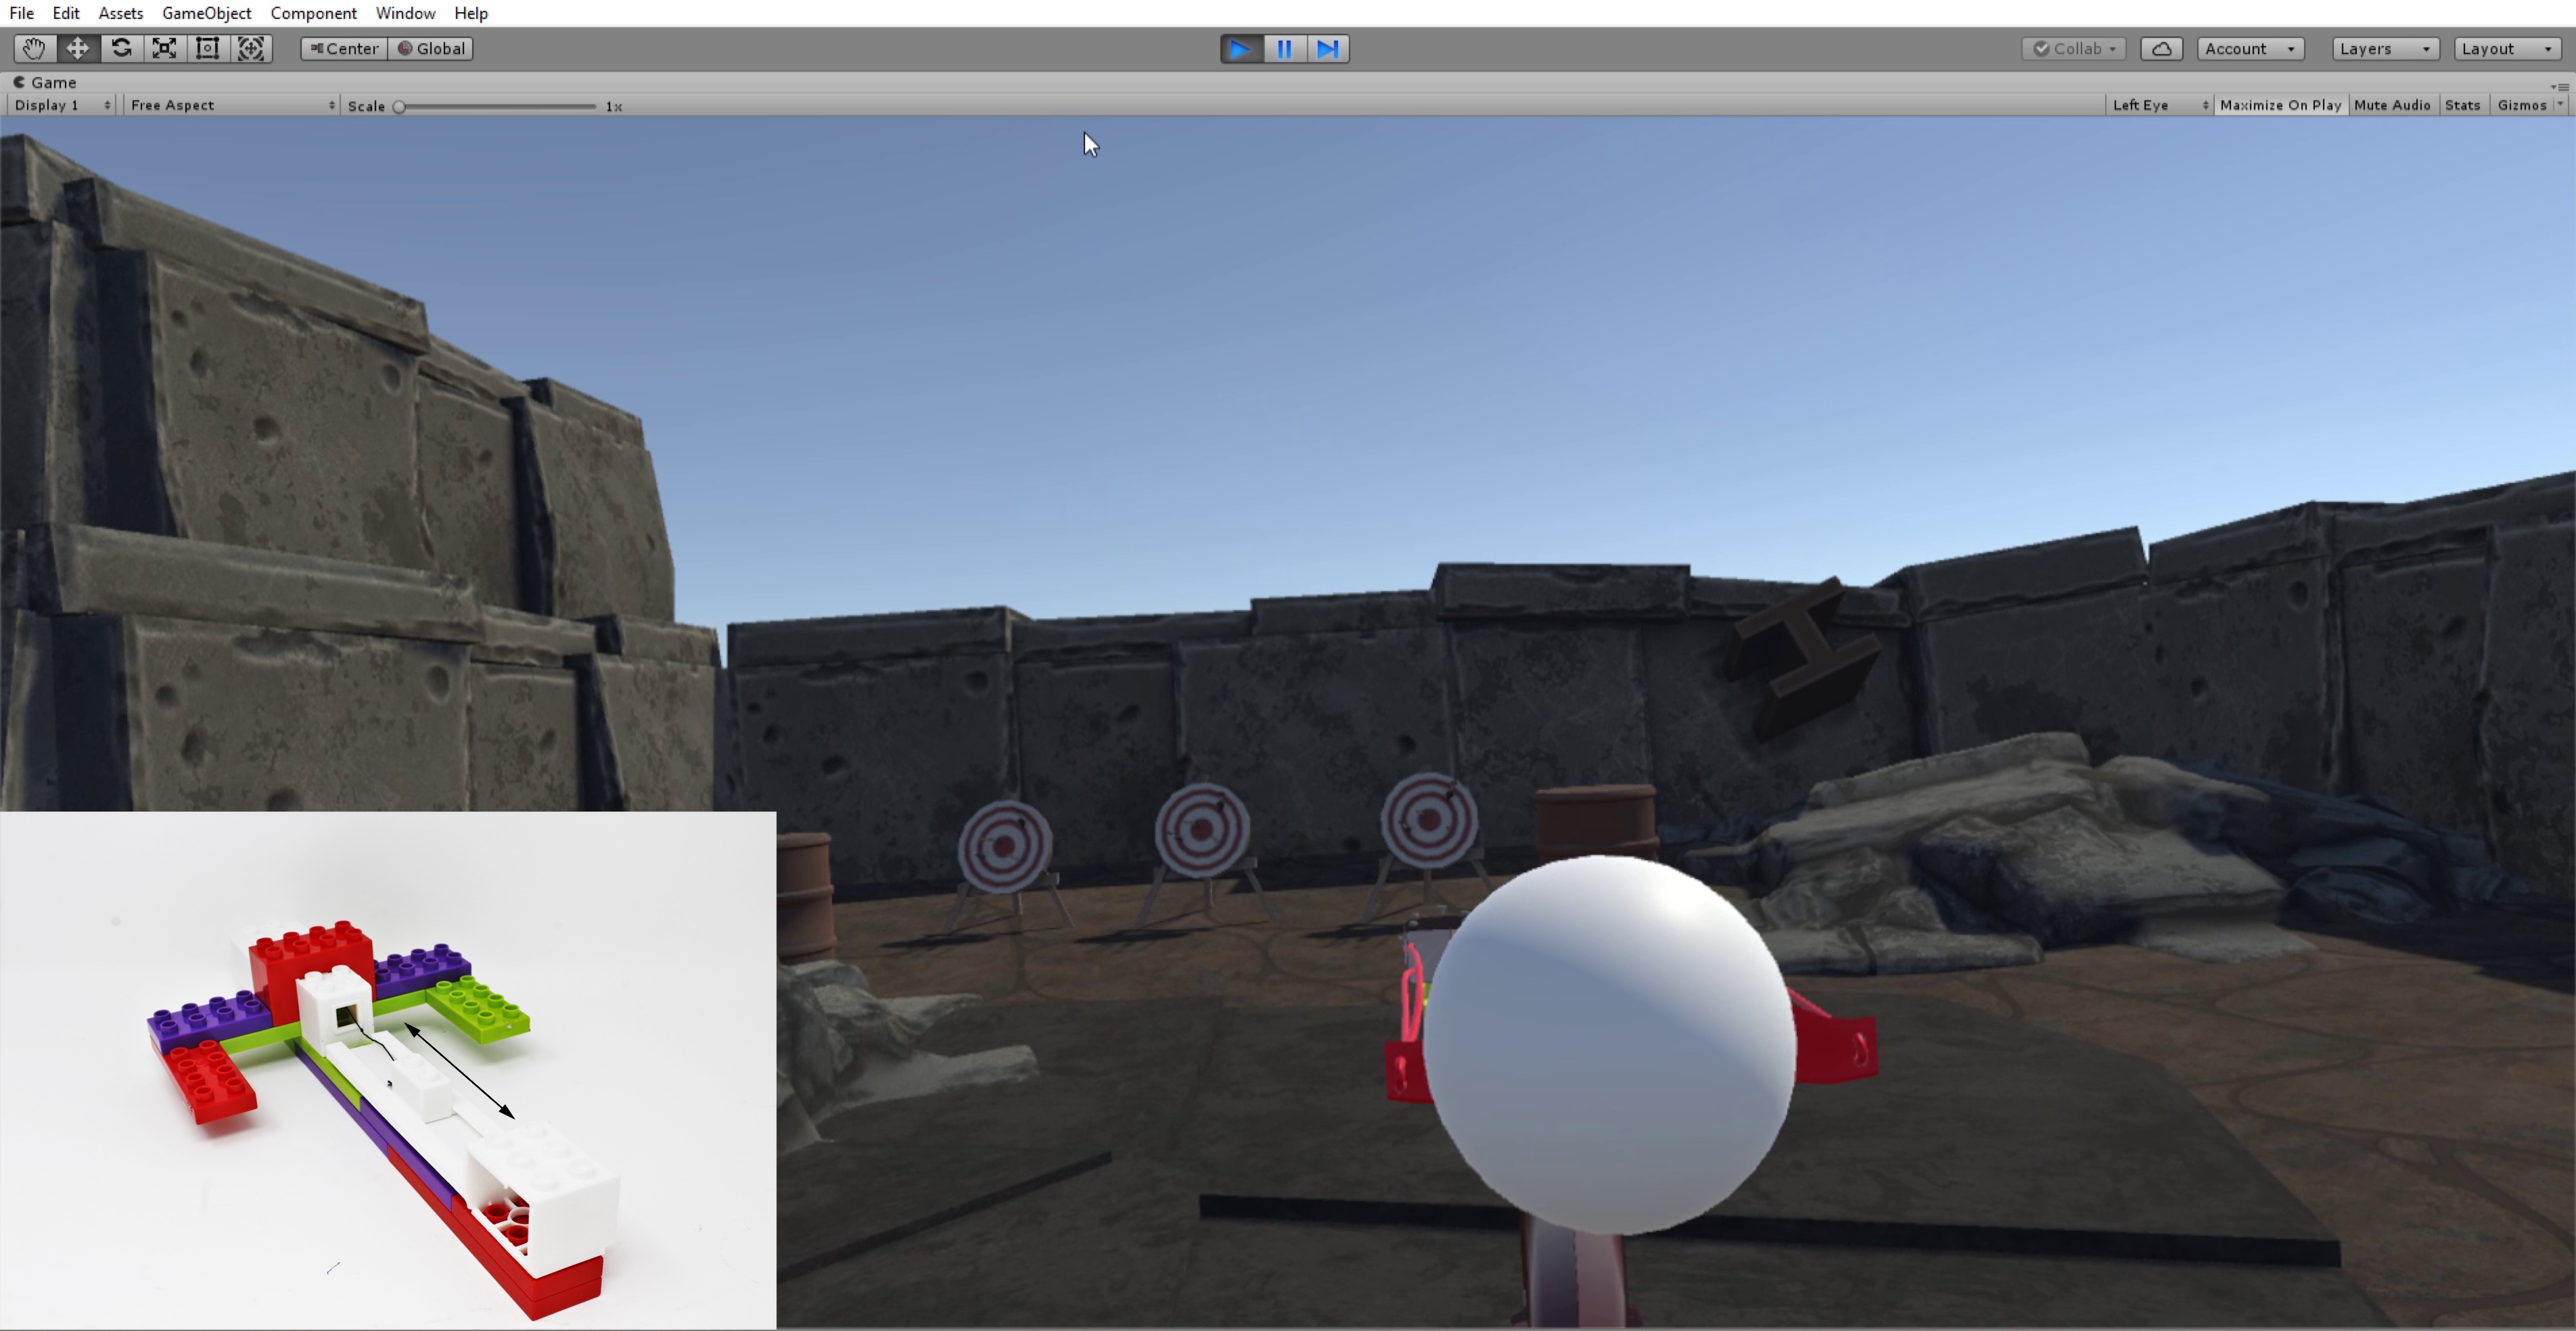 File Edit Assets GameObject Component Window Help
Center Global Collab Account Layers Layout
Game
Display 1 Free Aspect Scale 1x Left Eye Maximize On Play Mute Audio Stats Gizmos